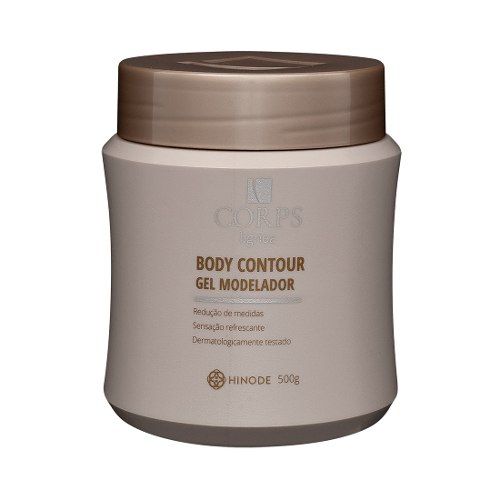 CORPS
lignea
BODY CONTOUR
GEL MODELADOR
Redução de medidas
Sensação refrescante
Dermatologicamente testado
HINODE 500g